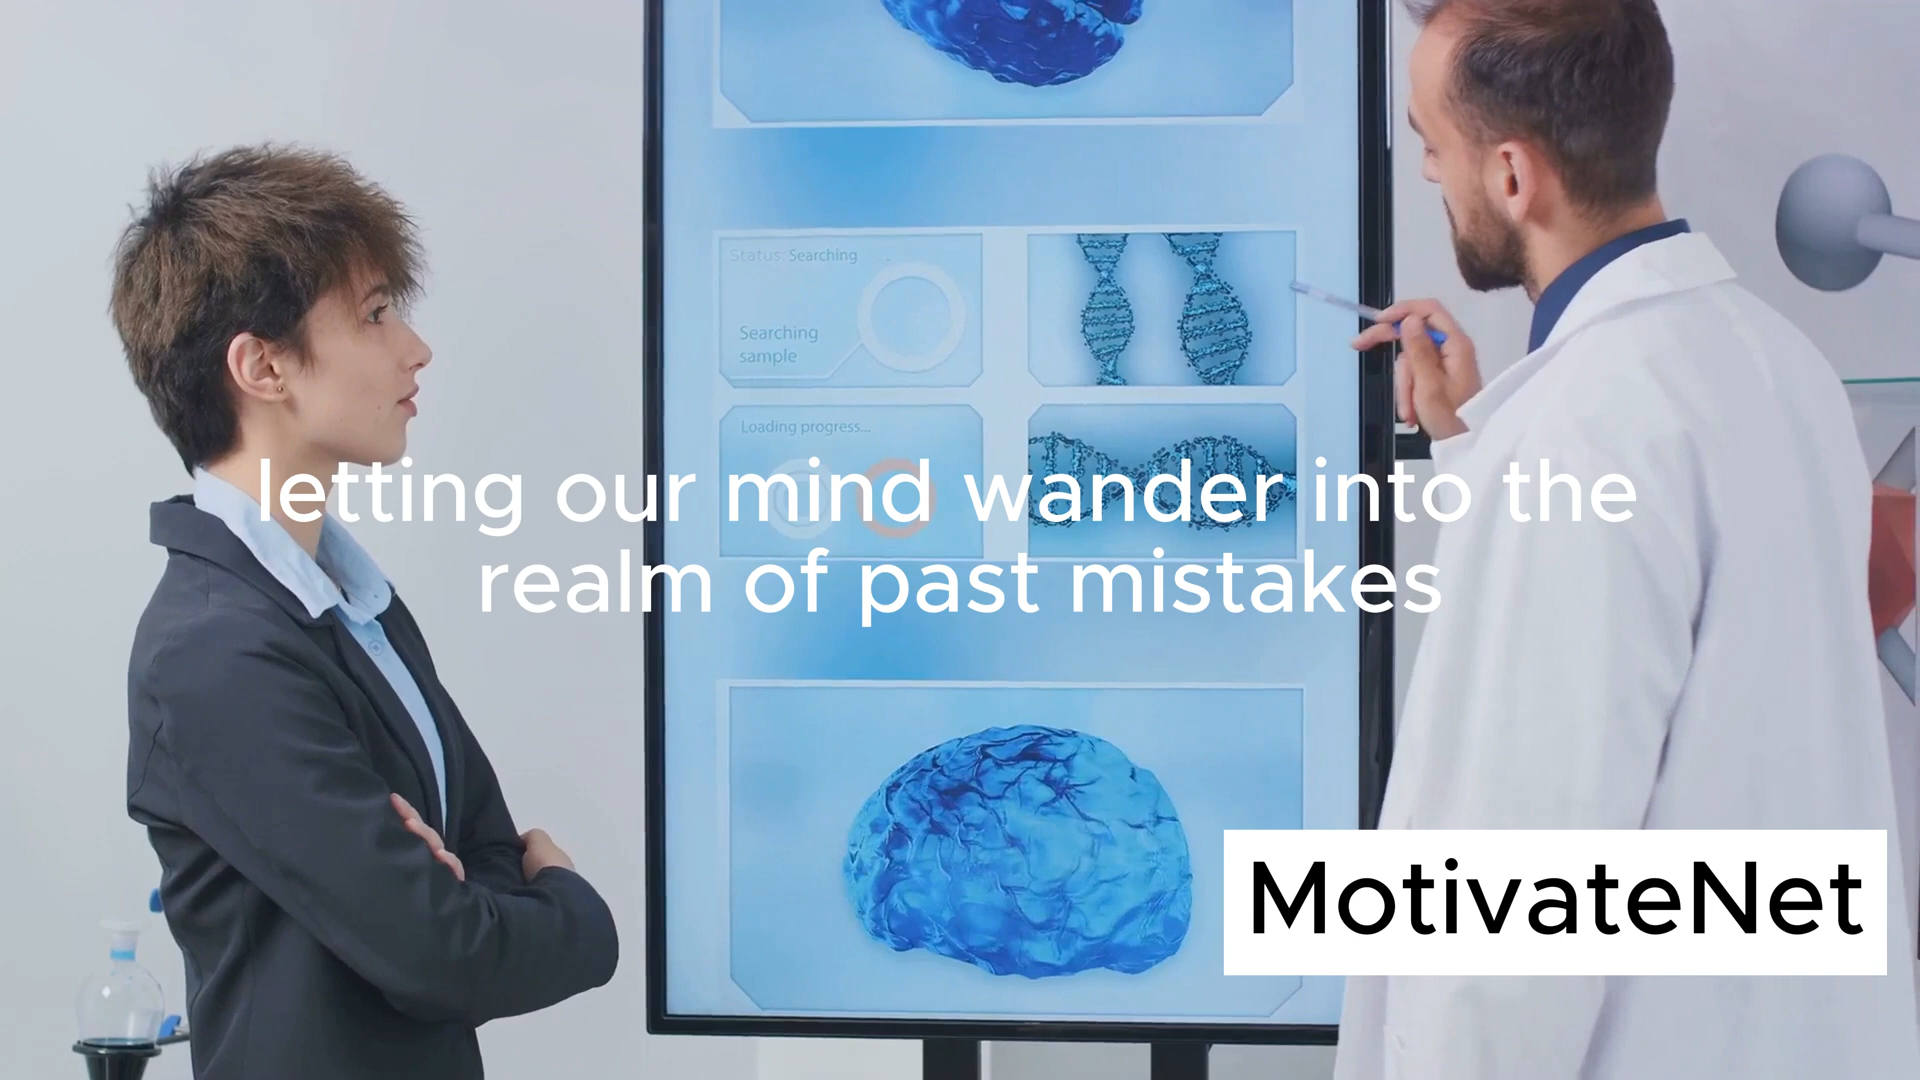 Status: Searching
Searching
sample
Loading progress...
letting our mind wander into the
realm of past mistakes
MotivateNet